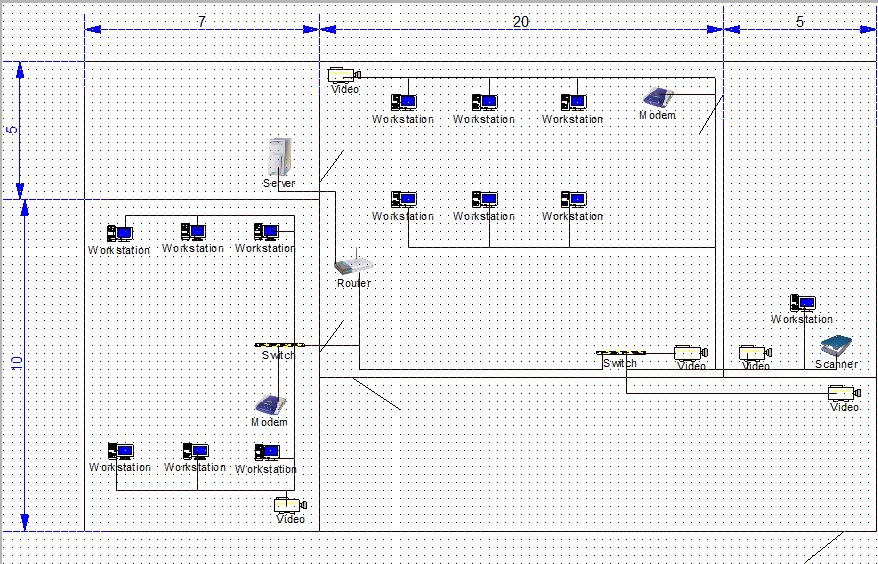 7
20
5
Video
Workstation
Workstation
Workstation
Modem
5
Server
Workstation
Workstation
Workstation
Workstation
Workstation
Workstation
Router
Workstation
10
Switch
Switch
Video
Video
Scanner
Modem
Video
Workstation
Workstation
Workstation
Video